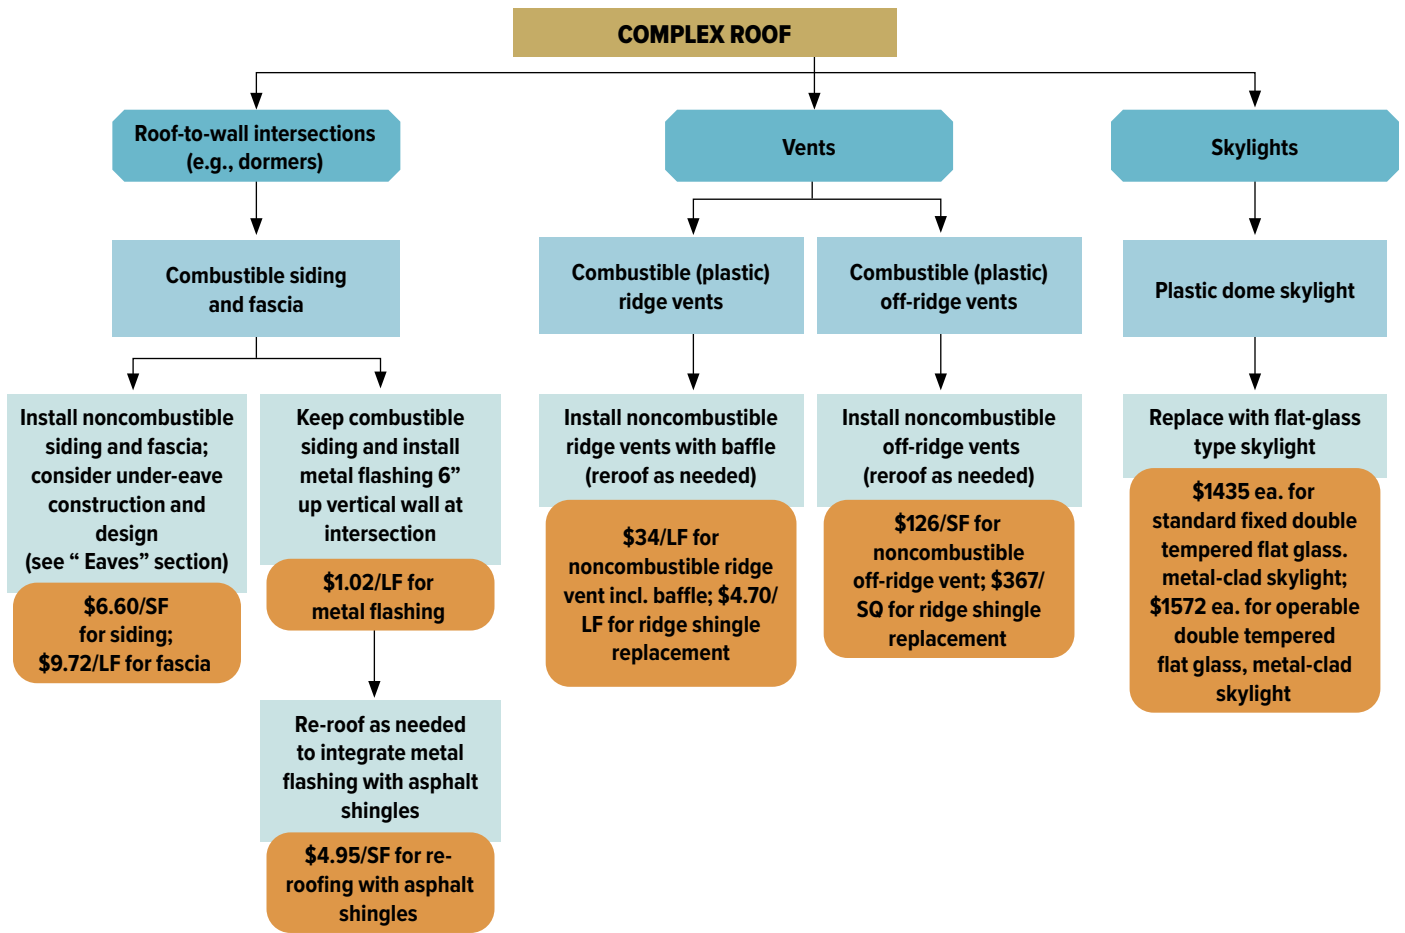 COMPLEX ROOF
Roof-to-wall intersections
(e.g., dormers)
Vents
Skylights
Combustible siding
and fascia
Combustible (plastic)
ridge vents
Combustible (plastic)
off-ridge vents
Plastic dome skylight
Install noncombustible
siding and fascia;
consider under-eave
construction and
design
(see “ Eaves” section)
$6.60/SF
for siding;
$9.72/LF for fascia
Keep combustible
siding and install
metal flashing 6”
up vertical wall at
intersection
$1.02/LF for
metal flashing
Re-roof as needed
to integrate metal
flashing with asphalt
shingles
$4.95/SF for re-
roofing with asphalt
shingles
Install noncombustible
ridge vents with baffle
(reroof as needed)
$34/LF for
noncombustible ridge
vent incl. baffle; $4.70/
LF for ridge shingle
replacement
Install noncombustible
off-ridge vents
(reroof as needed)
$126/SF for
noncombustible
off-ridge vent; $367/
SQ for ridge shingle
replacement
Replace with flat-glass
type skylight
$1435 ea. for
standard fixed double
tempered flat glass.
metal-clad skylight;
$1572 ea. for operable
double tempered
flat glass, metal-clad
skylight